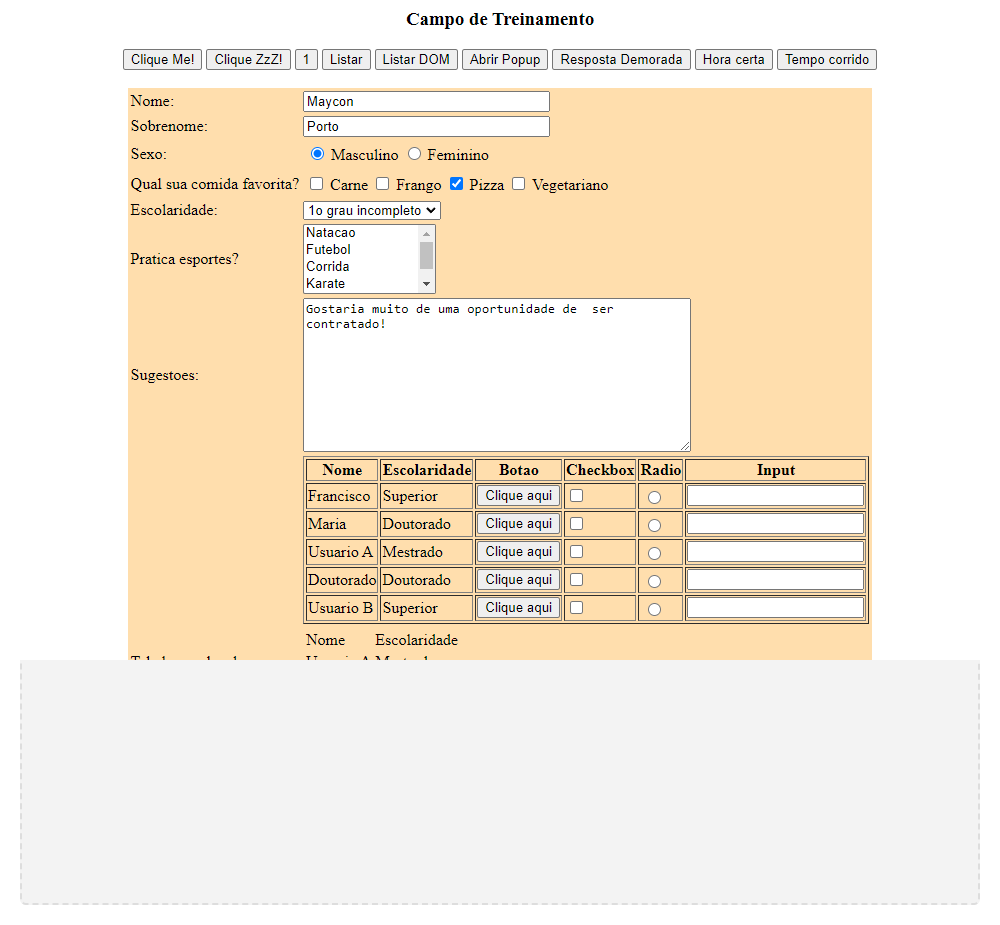 Campo de Treinamento
Clique Me! Clique ZzZ! 1 Listar Listar DOM Abrir Popup Resposta Demorada Hora certa Tempo corrido
Nome: Maycon
Sobrenome: Porto
Sexo: Masculino Feminino
Qual sua comida favorita? Carne Frango Pizza Vegetariano
Escolaridade: 1o grau incompleto
Pratica esportes?
Natacao
Futebol
Corrida
Karate
Sugestoes:
Gostaria muito de uma oportunidade de  ser
contratado!
Nome Escolaridade Botao Checkbox Radio Input
Francisco Superior Clique aqui
Maria Doutorado Clique aqui
Usuario A Mestrado Clique aqui
Doutorado Doutorado Clique aqui
Usuario B Superior Clique aqui
Nome Escolaridade